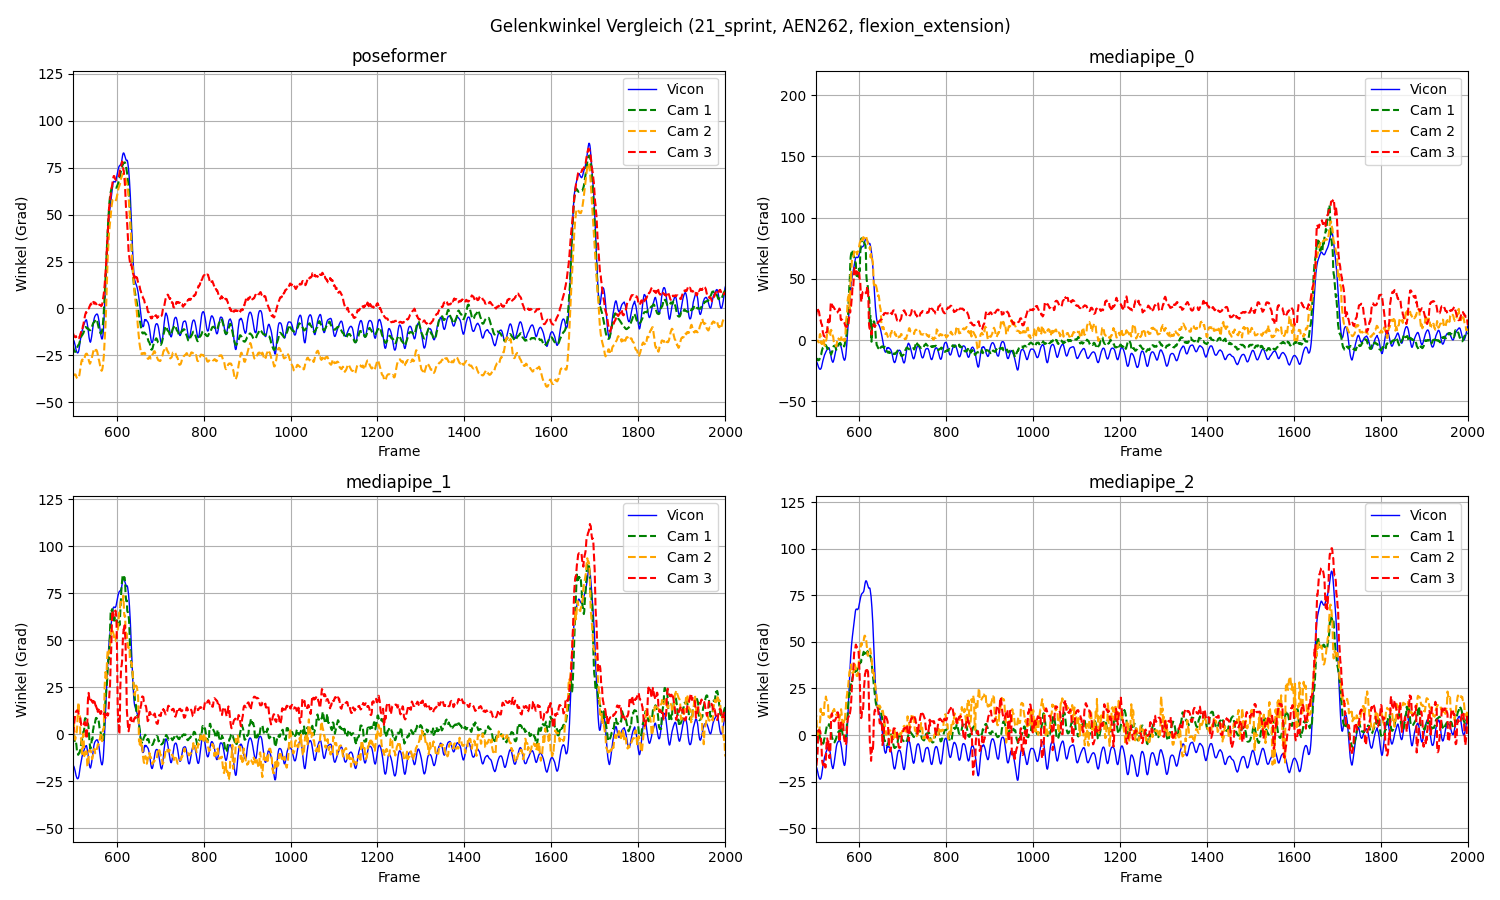 Gelenkwinkel Vergleich (21_sprint, AEN262, flexion_extension)
poseformer
125
100
75
50
25
0
−25
−50
Winkel (Grad)
600 800 1000 1200 1400 1600 1800 2000
Frame
Vicon
Cam 1
Cam 2
Cam 3
mediapipe_0
200
150
100
50
0
−50
Winkel (Grad)
600 800 1000 1200 1400 1600 1800 2000
Frame
Vicon
Cam 1
Cam 2
Cam 3
mediapipe_1
125
100
75
50
25
0
−25
−50
Winkel (Grad)
600 800 1000 1200 1400 1600 1800 2000
Frame
Vicon
Cam 1
Cam 2
Cam 3
mediapipe_2
125
100
75
50
25
0
−25
−50
Winkel (Grad)
600 800 1000 1200 1400 1600 1800 2000
Frame
Vicon
Cam 1
Cam 2
Cam 3